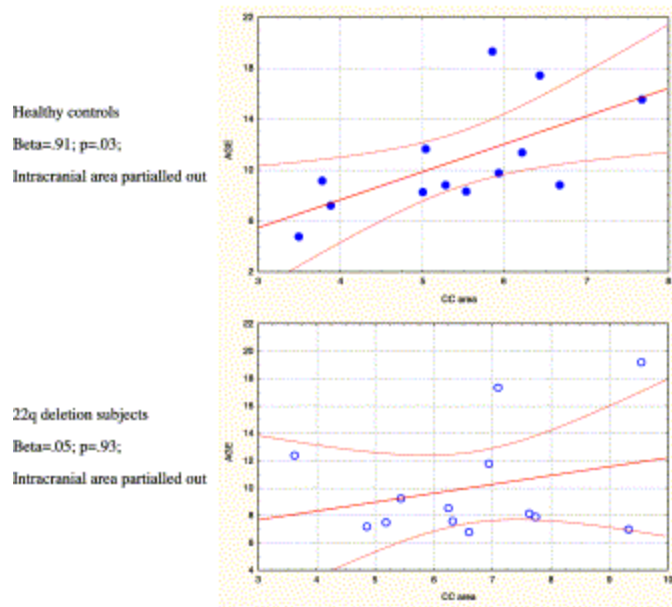 22
18
Healthy controls
14
AGE
Beta=.91; p=.03;
10
Intracranial area partialled out
6
2
3 4 5 6 7 8
CC area
22
20
18
16
22q deletion subjects
14
AGE
Beta=.05; p=.93,
12
10
Intracranial area partialled out
8
6
4
3 4 5 6 7 8 9 10
CC area